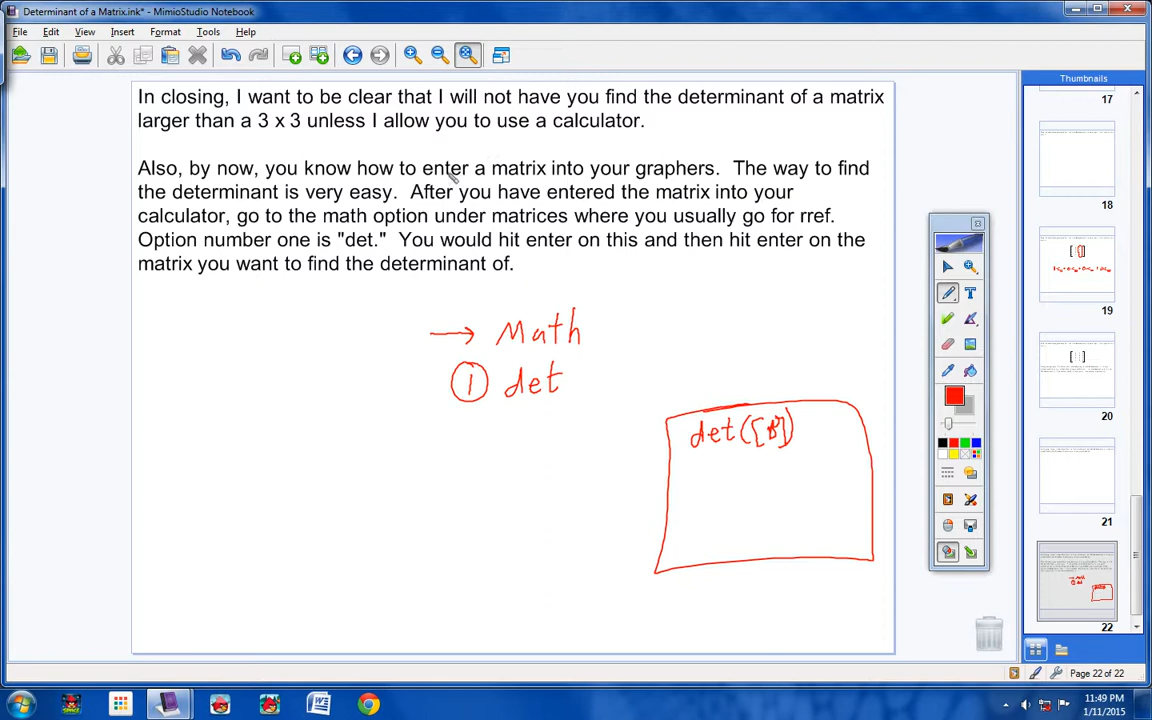 Determinant of a Matrix.ink* - MimioStudio Notebook
File Edit View Insert Format Tools Help
In closing, I want to be clear that I will not have you find the determinant of a matrix
larger than a 3 x 3 unless I allow you to use a calculator.
Also, by now, you know how to enter a matrix into your graphers. The way to find
the determinant is very easy. After you have entered the matrix into your
calculator, go to the math option under matrices where you usually go for rref.
Option number one is "det." You would hit enter on this and then hit enter on the
matrix you want to find the determinant of.
→ Math
① det
det([B])
Thumbnails
17
18
19
20
21
22
Page 22 of 22
11:49 PM
1/11/2015